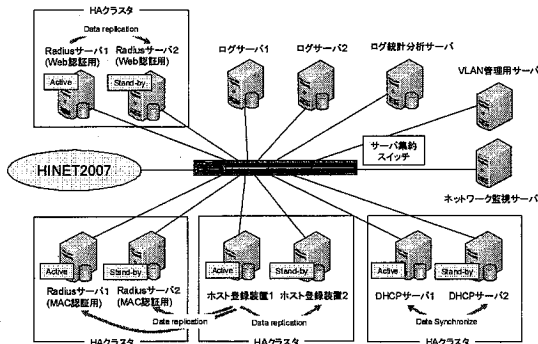 HAクラスタ
Data replication
Radiusサーバ1
(Web認証用)
Radiusサーバ2
(Web認証用)
Active
Stand-by
ログサーバ1
ログサーバ2
ログ統計分析サーバ
VLAN管理用サーバ
サーバ集約
スイッチ
HINET2007
ネットワーク監視サーバ
Active
Stand-by
Radiusサーバ1
(MAC認証用)
Radiusサーバ2
(MAC認証用)
Active
Stand-by
ホスト登録装置1
ホスト登録装置2
Active
Stand-by
DHCPサーバ1
DHCPサーバ2
Data replication
Data replication
Data Synchronize
HAクラスタ
HAクラスタ
HAクラスタ